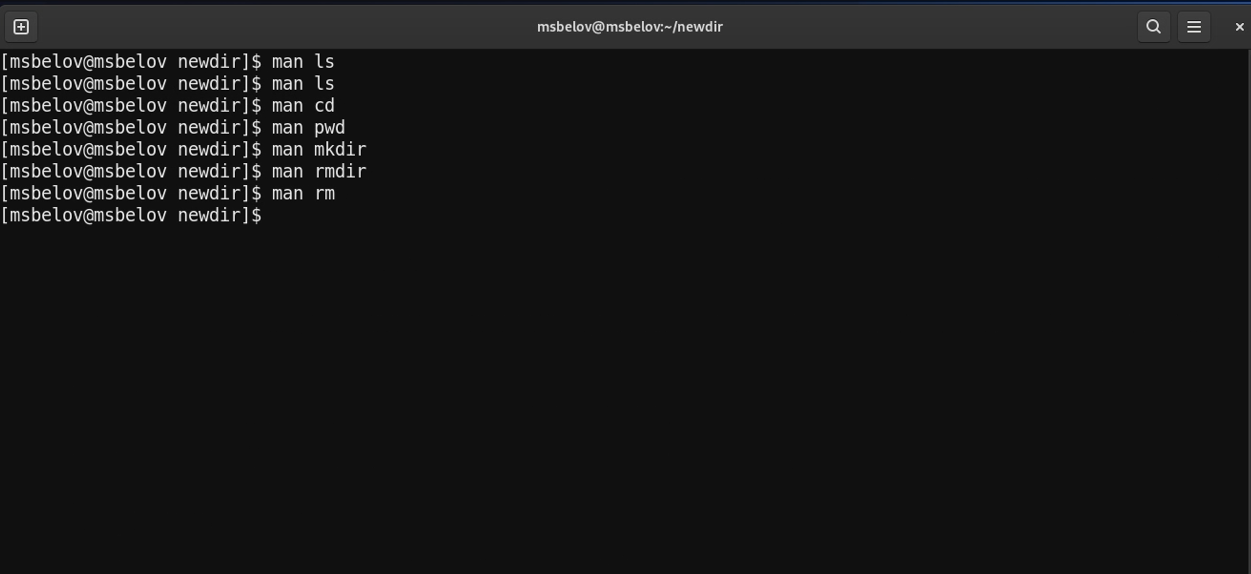 msbelov@msbelov:~/newdir
[msbelov@msbelov newdir]$ man ls
[msbelov@msbelov newdir]$ man ls
[msbelov@msbelov newdir]$ man cd
[msbelov@msbelov newdir]$ man pwd
[msbelov@msbelov newdir]$ man mkdir
[msbelov@msbelov newdir]$ man rmdir
[msbelov@msbelov newdir]$ man rm
[msbelov@msbelov newdir]$